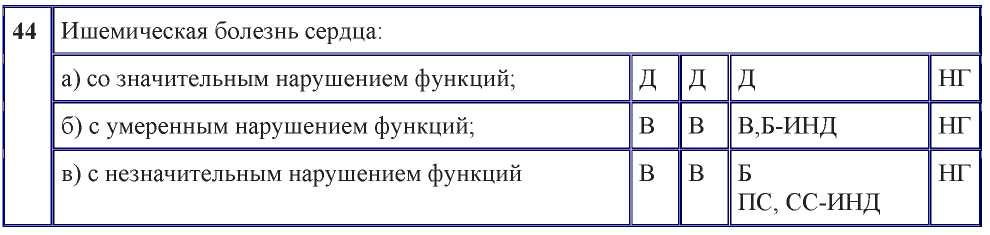 44 Ишемическая болезнь сердца:
а) со значительным нарушением функций; Д Д Д НГ
б) с умеренным нарушением функций; В В В,Б-ИНД НГ
в) с незначительным нарушением функций В В Б НГ
ПС, СС-ИНД